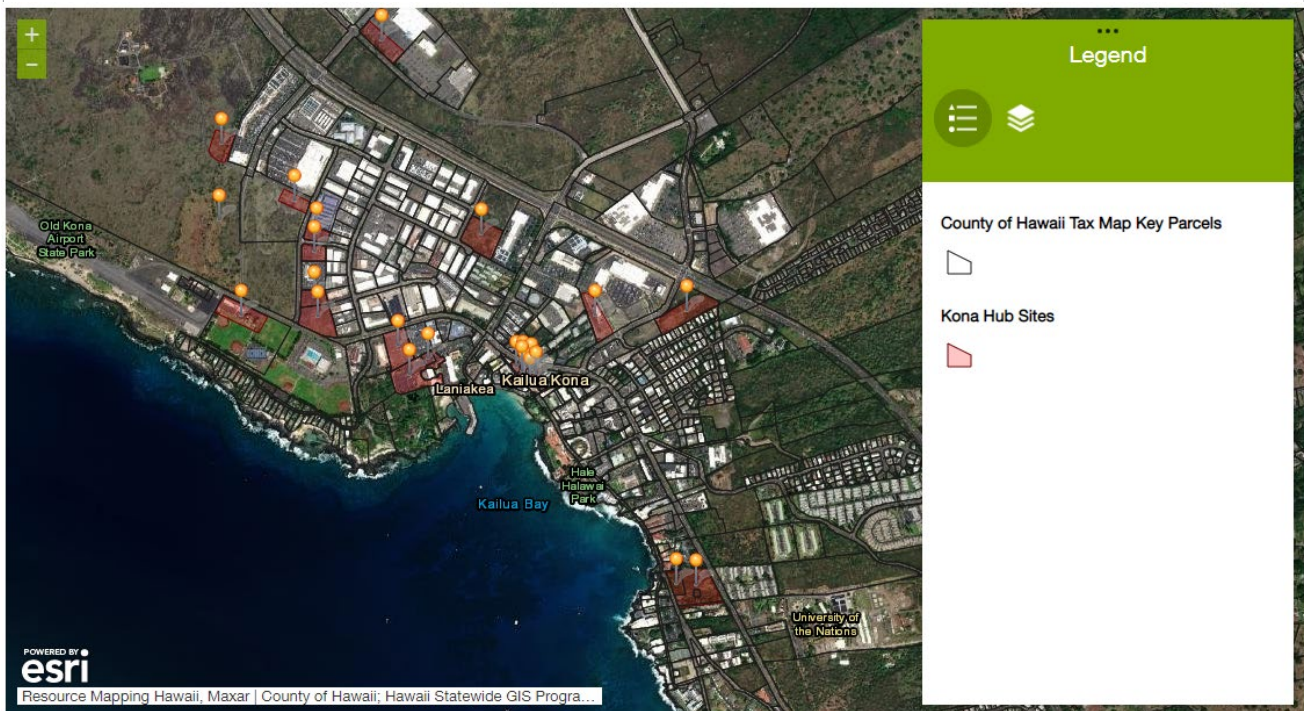 +
−
Old Kona
Airport
State Park
Laniakea
Kailua Kona
Hale
Halawai
Park
Kailua Bay
University of
the Nations
POWERED BY
esri
Resource Mapping Hawaii, Maxar | County of Hawaii; Hawaii Statewide GIS Progra...
Legend
County of Hawaii Tax Map Key Parcels
Kona Hub Sites